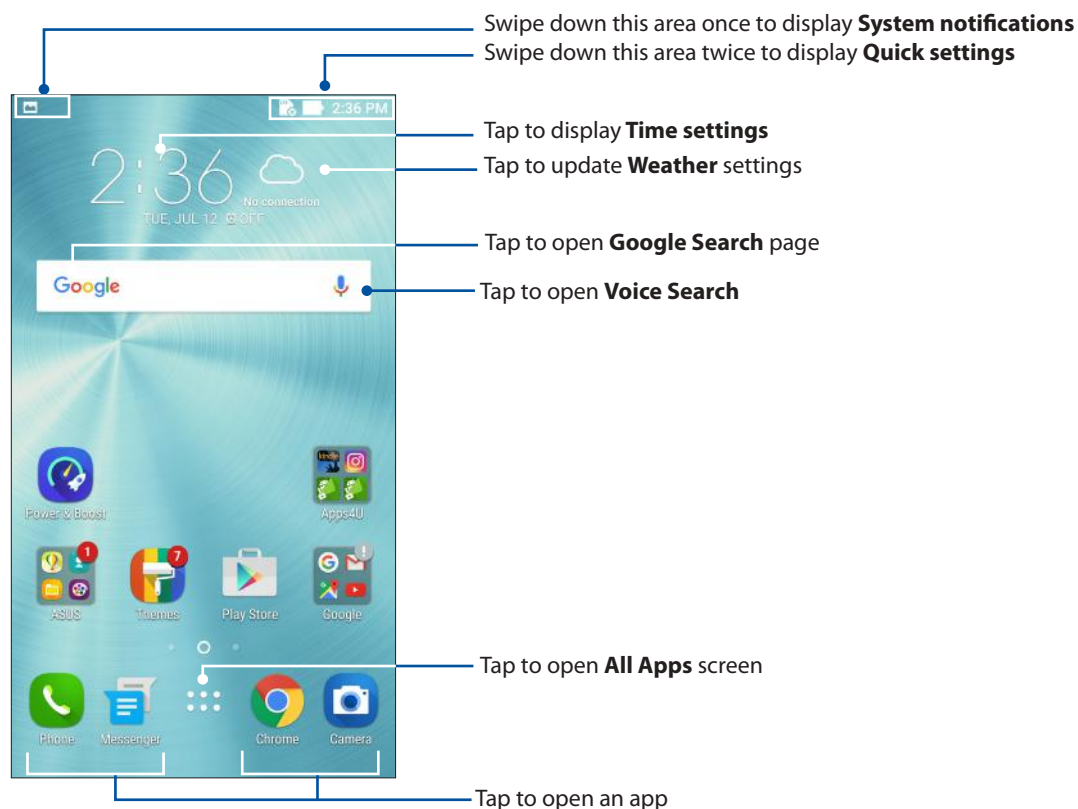 Swipe down this area once to display System notifications
Swipe down this area twice to display Quick settings
2:36 PM
Tap to display Time settings
2:36
Tap to update Weather settings
No connection
TUE, JUL 12 OFF
Tap to open Google Search page
Google
Tap to open Voice Search
kindle
Power & Boost
Apps4U
1
7
ASUS
Themes
Play Store
Google
Tap to open All Apps screen
Phone
Messenger
Chrome
Camera
Tap to open an app